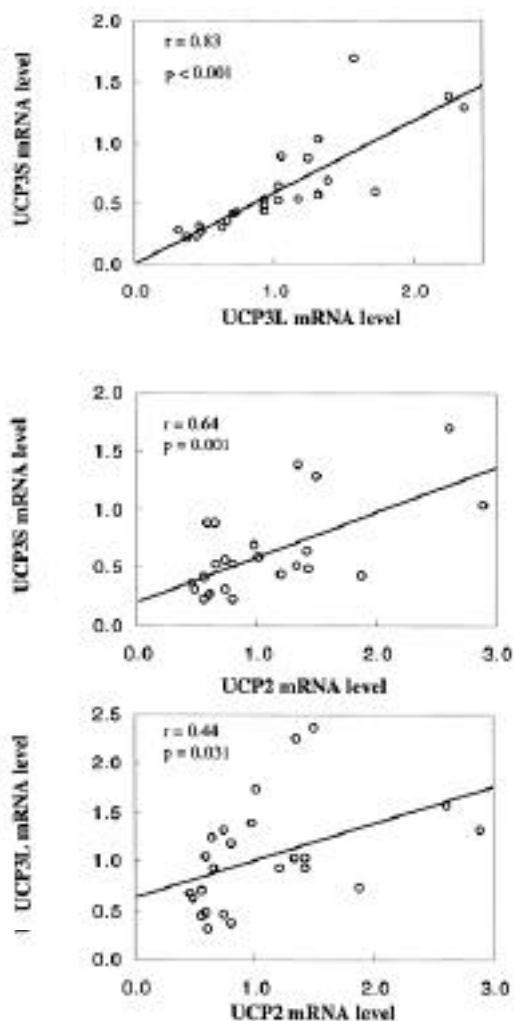 2.0
r = 0.83
p < 0.001
1.5
1.0
0.5
0.0
UCP3S mRNA level
0.0 1.0 2.0
UCP3L mRNA level
2.0
r = 0.64
p = 0.001
1.5
1.0
0.5
0.0
UCP3S mRNA level
0.0 1.0 2.0 3.0
UCP2 mRNA level
2.5
r = 0.44
p = 0.031
2.0
1.5
1.0
0.5
0.0
UCP3L mRNA level
0.0 1.0 2.0 3.0
UCP2 mRNA level